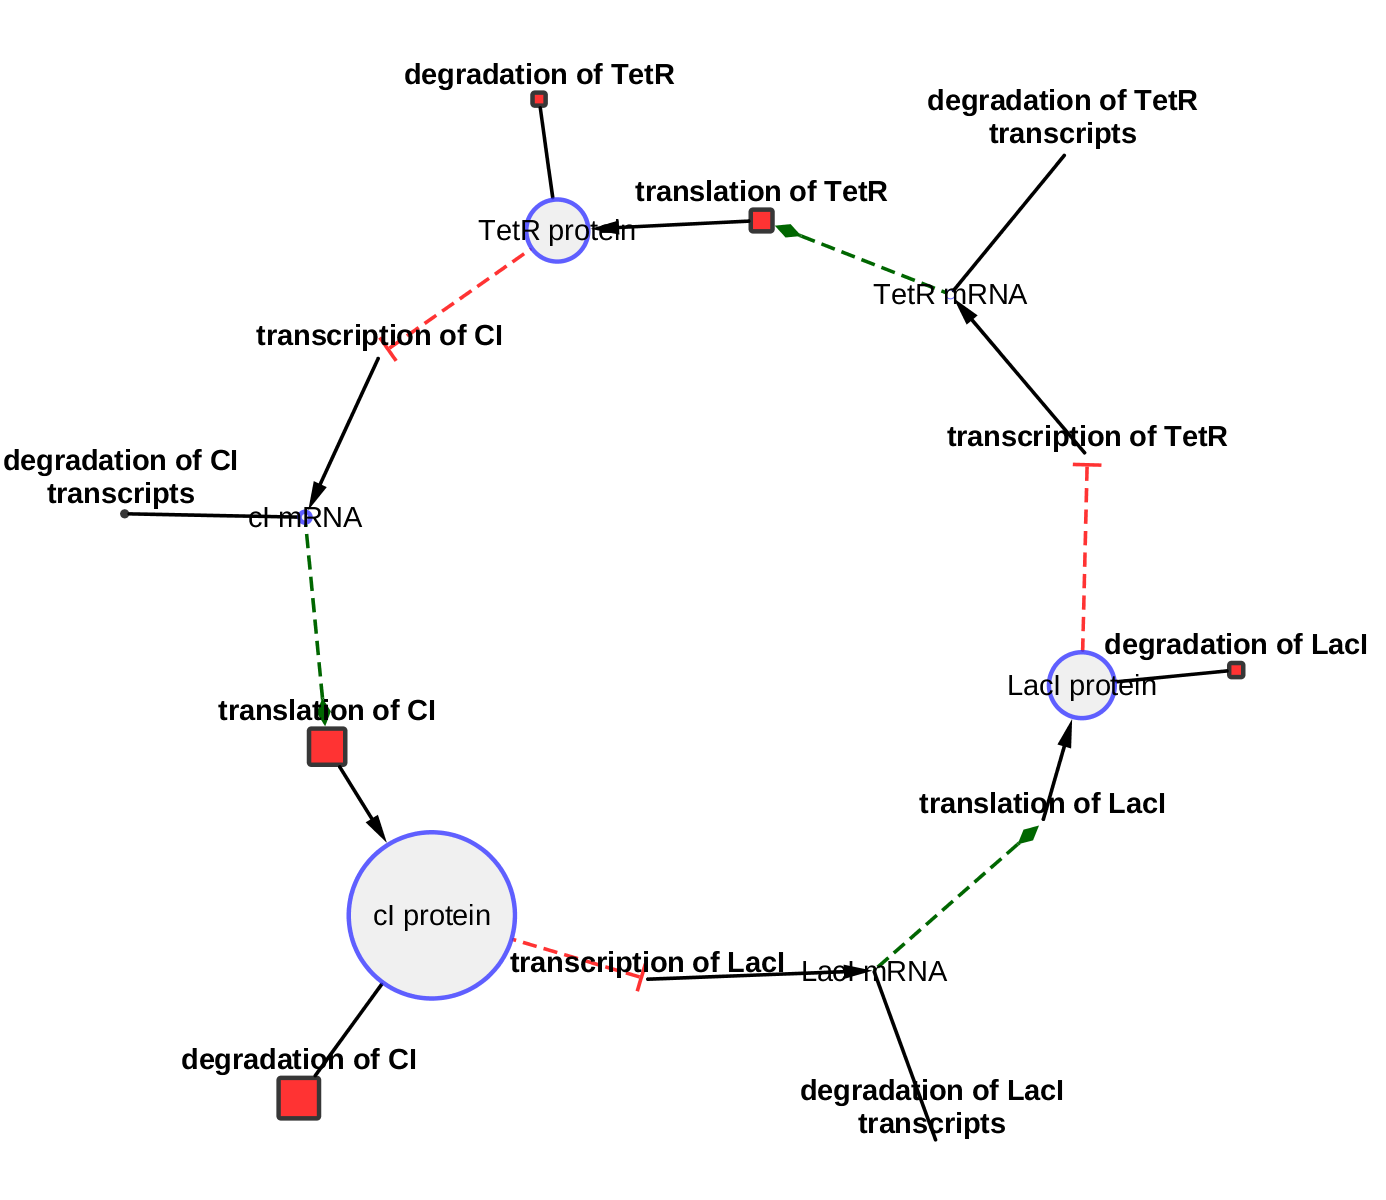 degradation of TetR
degradation of TetR
transcripts
translation of TetR
TetR protein
TetR mRNA
transcription of CI
transcription of TetR
degradation of CI
transcripts
cI mRNA
degradation of LacI
LacI protein
translation of CI
translation of LacI
cI protein
transcription of LacI
LacI mRNA
degradation of CI
degradation of LacI
transcripts